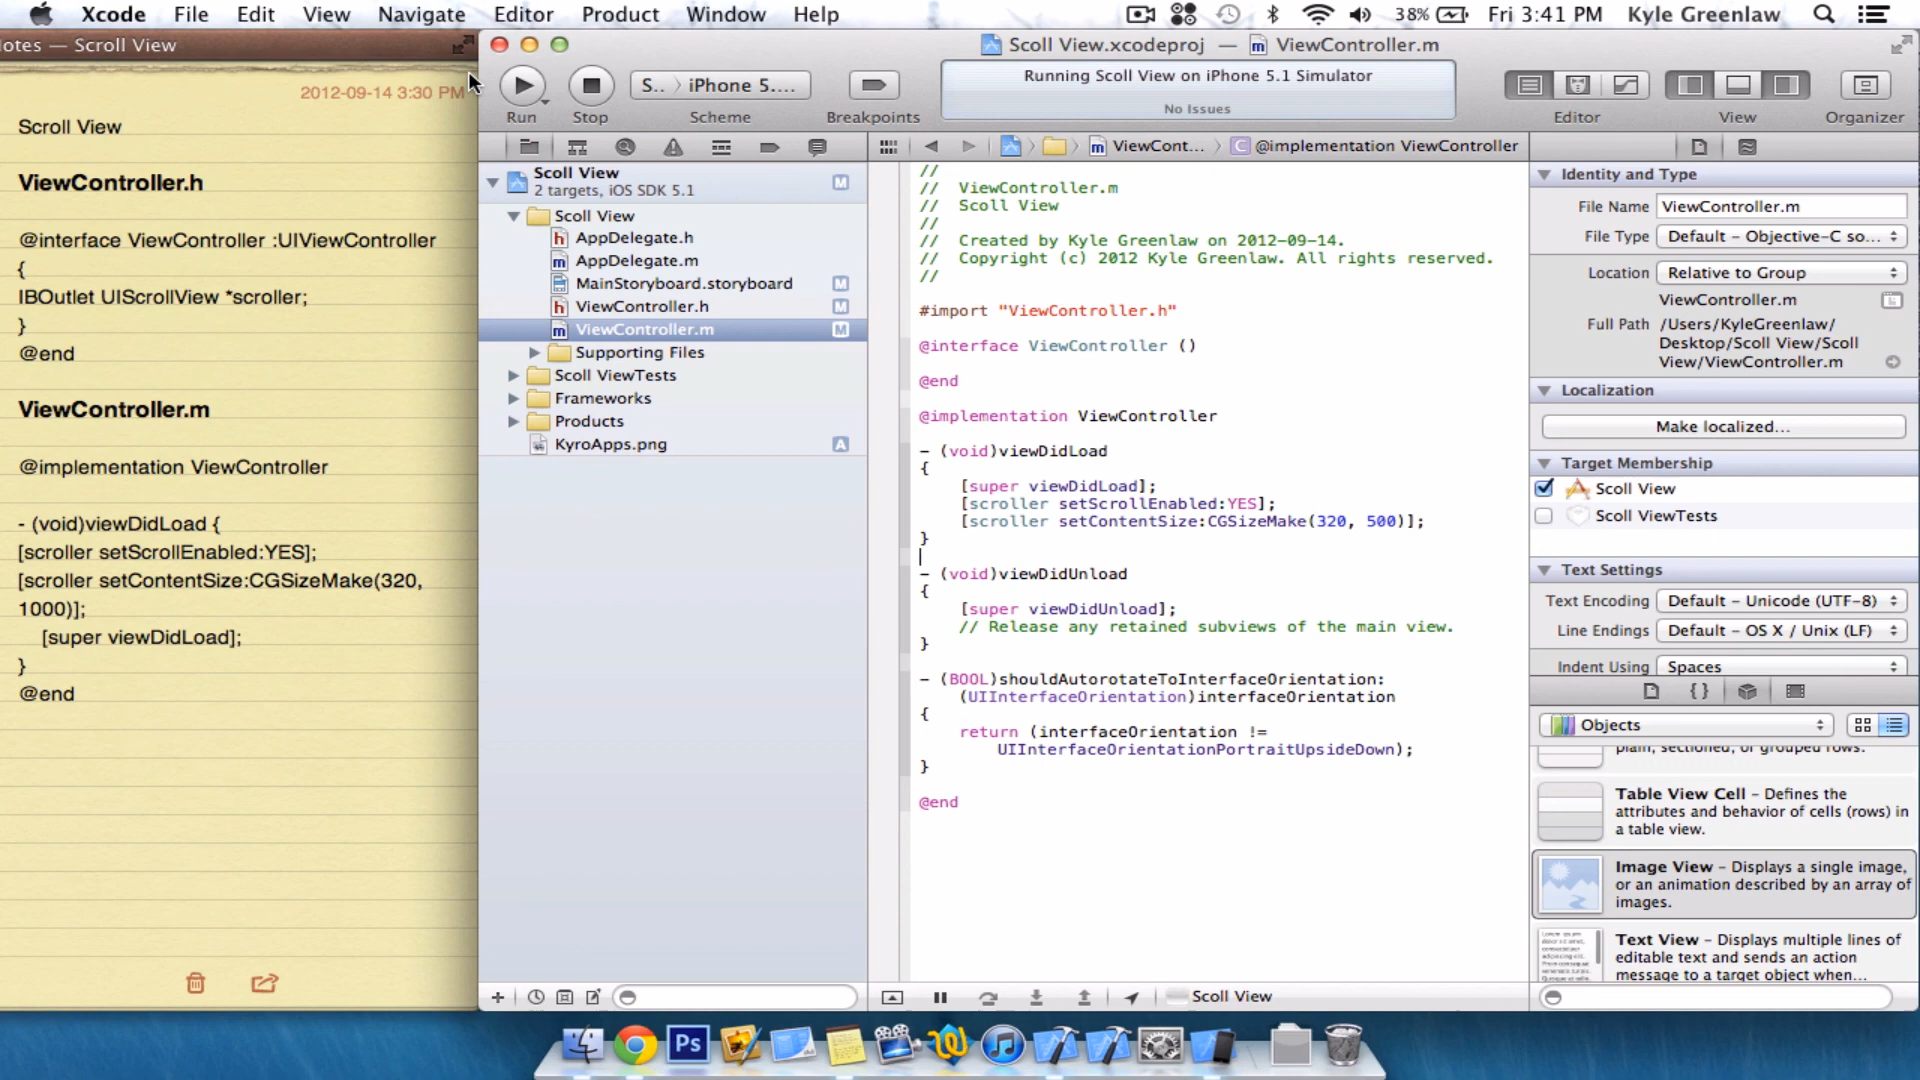 Xcode File Edit View Navigate Editor Product Window Help 38% Fri 3:41 PM Kyle Greenlaw
otes — Scroll View
2012-09-14 3:30 PM
Scroll View
ViewController.h
@interface ViewController :UIViewController
{
IBOutlet UIScrollView *scroller;
}
@end
ViewController.m
@implementation ViewController
- (void)viewDidLoad {
[scroller setScrollEnabled:YES];
[scroller setContentSize:CGSizeMake(320,
1000)];
[super viewDidLoad];
}
@end
Scoll View.xcodeproj — ViewController.m
S.. iPhone 5....
Running Scoll View on iPhone 5.1 Simulator
No Issues
Run Stop Scheme Breakpoints Editor View Organizer
ViewCont... @implementation ViewController
Scoll View M
2 targets, iOS SDK 5.1
Scoll View
AppDelegate.h
AppDelegate.m
MainStoryboard.storyboard M
ViewController.h M
ViewController.m M
Supporting Files
Scoll ViewTests
Frameworks
Products
KyroApps.png A
//
// ViewController.m
// Scoll View
//
// Created by Kyle Greenlaw on 2012-09-14.
// Copyright (c) 2012 Kyle Greenlaw. All rights reserved.
//
#import "ViewController.h"
@interface ViewController ()
@end
@implementation ViewController
- (void)viewDidLoad
{
[super viewDidLoad];
[scroller setScrollEnabled:YES];
[scroller setContentSize:CGSizeMake(320, 500)];
}
- (void)viewDidUnload
{
[super viewDidUnload];
// Release any retained subviews of the main view.
}
- (BOOL)shouldAutorotateToInterfaceOrientation:
(UIInterfaceOrientation)interfaceOrientation
{
return (interfaceOrientation !=
UIInterfaceOrientationPortraitUpsideDown);
}
@end
Scoll View
Identity and Type
File Name ViewController.m
File Type Default - Objective-C so...
Location Relative to Group
ViewController.m
Full Path /Users/KyleGreenlaw/
Desktop/Scoll View/Scoll
View/ViewController.m
Localization
Make localized...
Target Membership
Scoll View
Scoll ViewTests
Text Settings
Text Encoding Default - Unicode (UTF-8)
Line Endings Default - OS X / Unix (LF)
Indent Using Spaces
{ }
Objects
plain, sectioned, or grouped rows.
Table View Cell - Defines the
attributes and behavior of cells (rows) in
a table view.
Image View - Displays a single image,
or an animation described by an array of
images.
Text View - Displays multiple lines of
editable text and sends an action
message to a target object when...
Ps